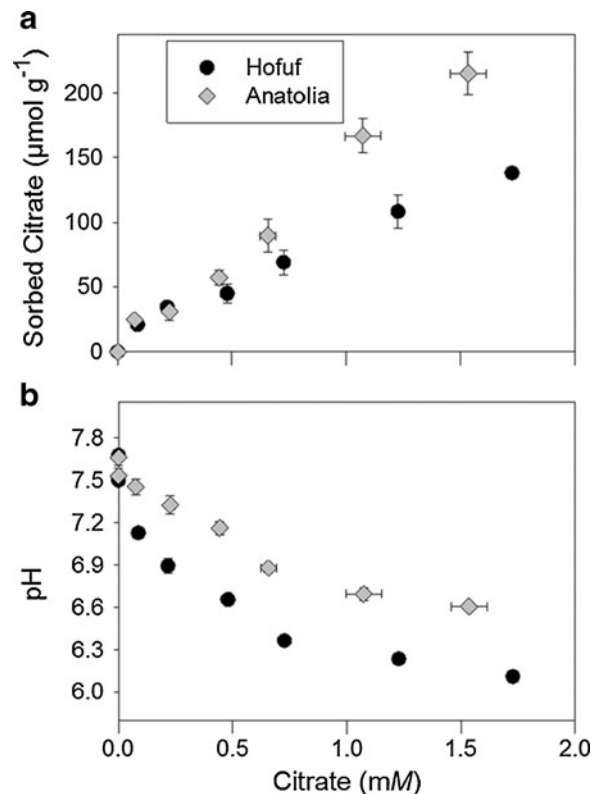 a
Hofuf
Anatolia
Sorbed Citrate (µmol g⁻¹)
200
150
100
50
0
b
7.8
7.5
7.2
6.9
6.6
6.3
6.0
pH
0.0 0.5 1.0 1.5 2.0
Citrate (mM)